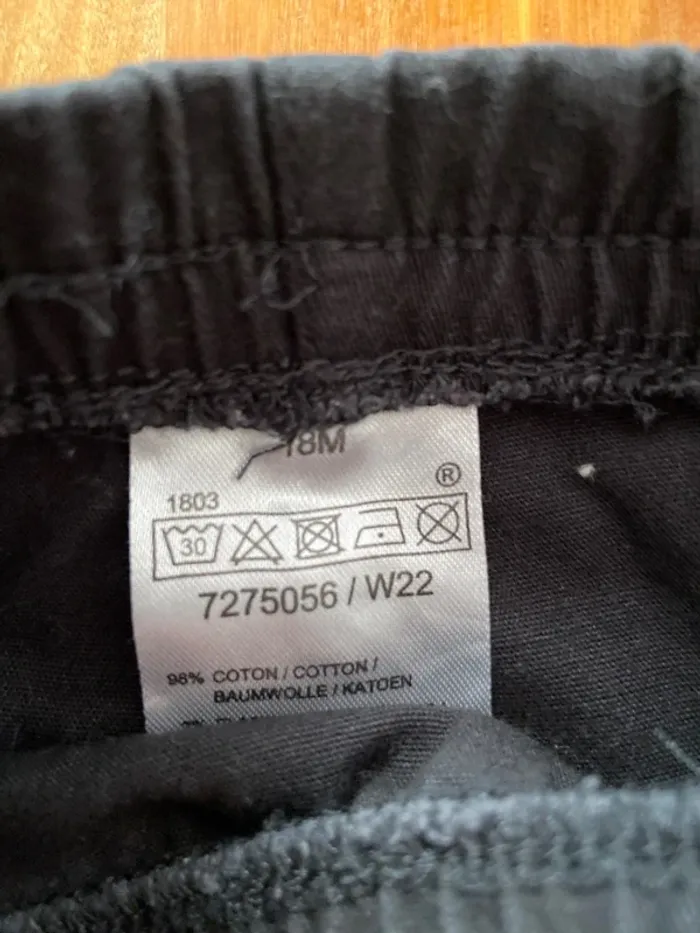 18M
®
1803
30
7275056 / W22
98% COTON / COTTON /
BAUMWOLLE / KATOEN